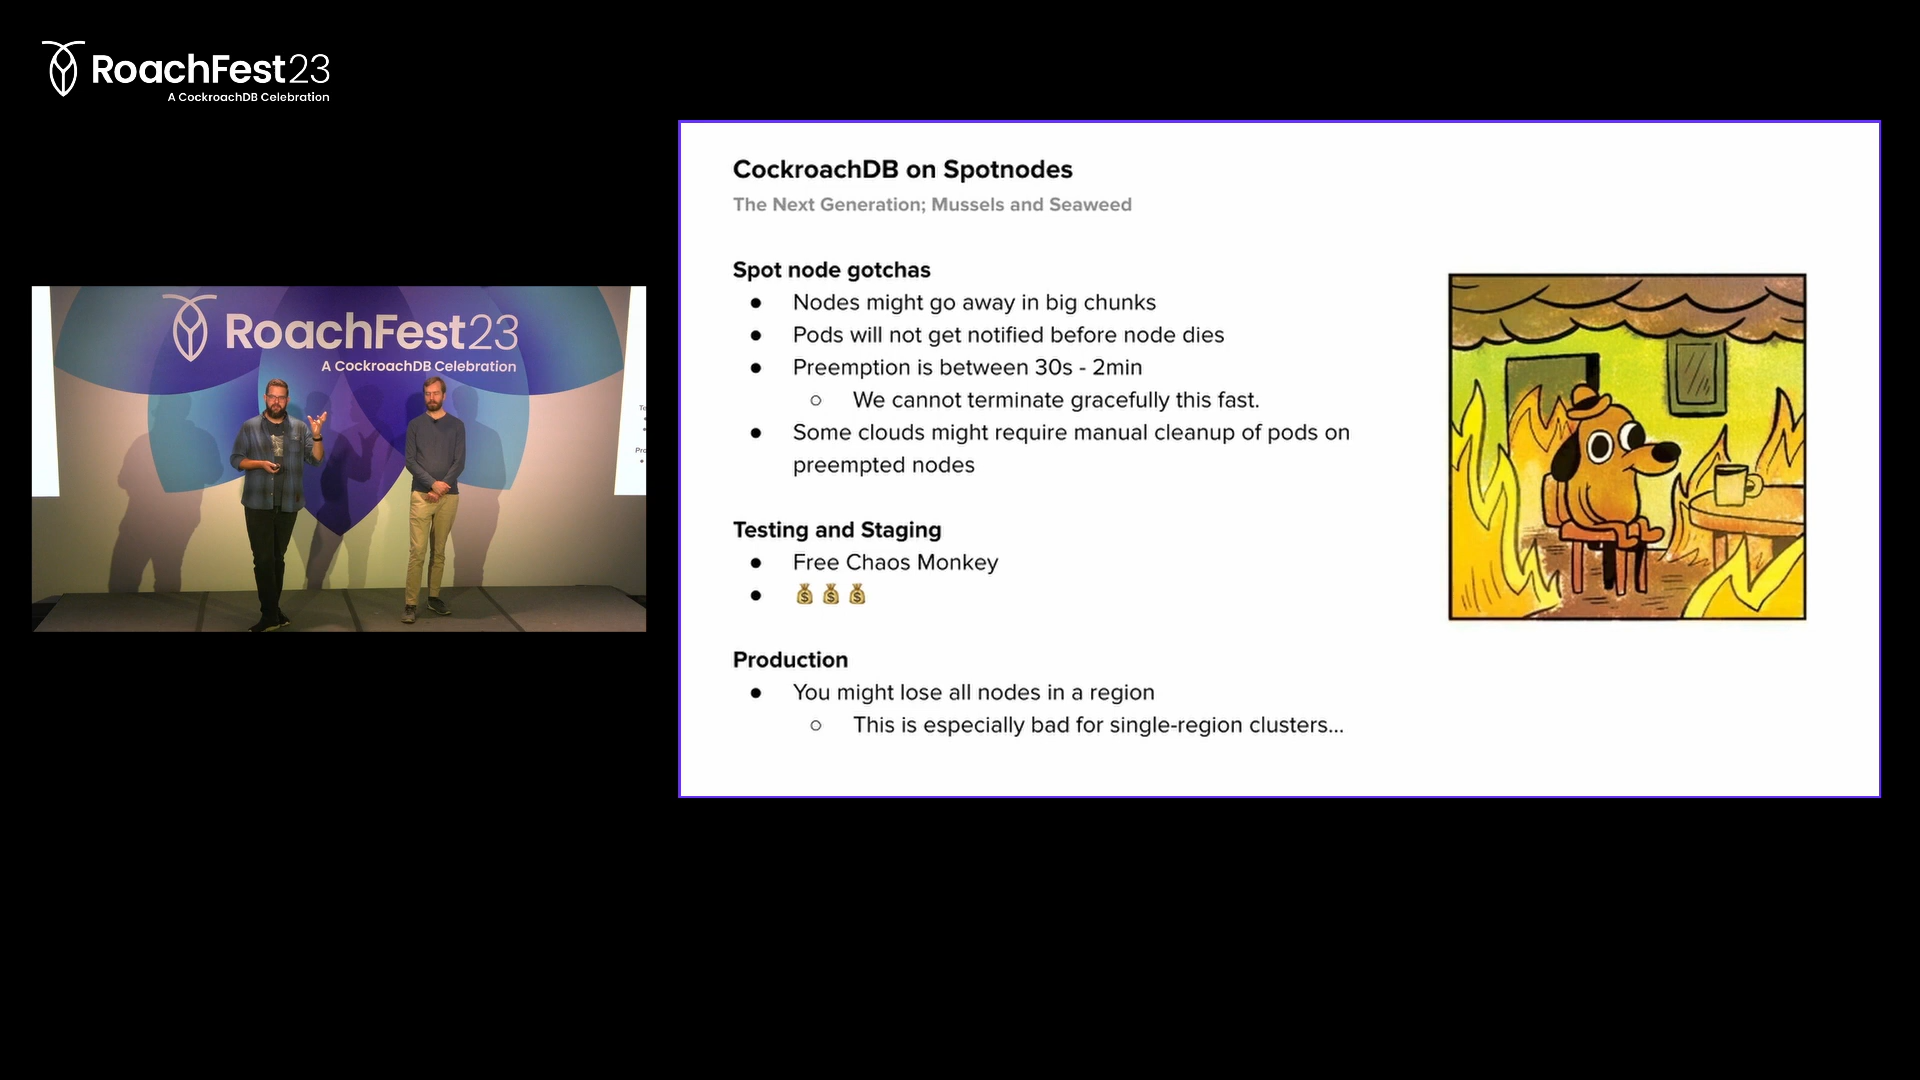 RoachFest23
A CockroachDB Celebration
RoachFest23
A CockroachDB Celebration
CockroachDB on Spotnodes
The Next Generation; Mussels and Seaweed
Spot node gotchas
● Nodes might go away in big chunks
● Pods will not get notified before node dies
● Preemption is between 30s - 2min
○ We cannot terminate gracefully this fast.
● Some clouds might require manual cleanup of pods on
preempted nodes
Testing and Staging
● Free Chaos Monkey
● 💰 💰 💰
Production
● You might lose all nodes in a region
○ This is especially bad for single-region clusters...